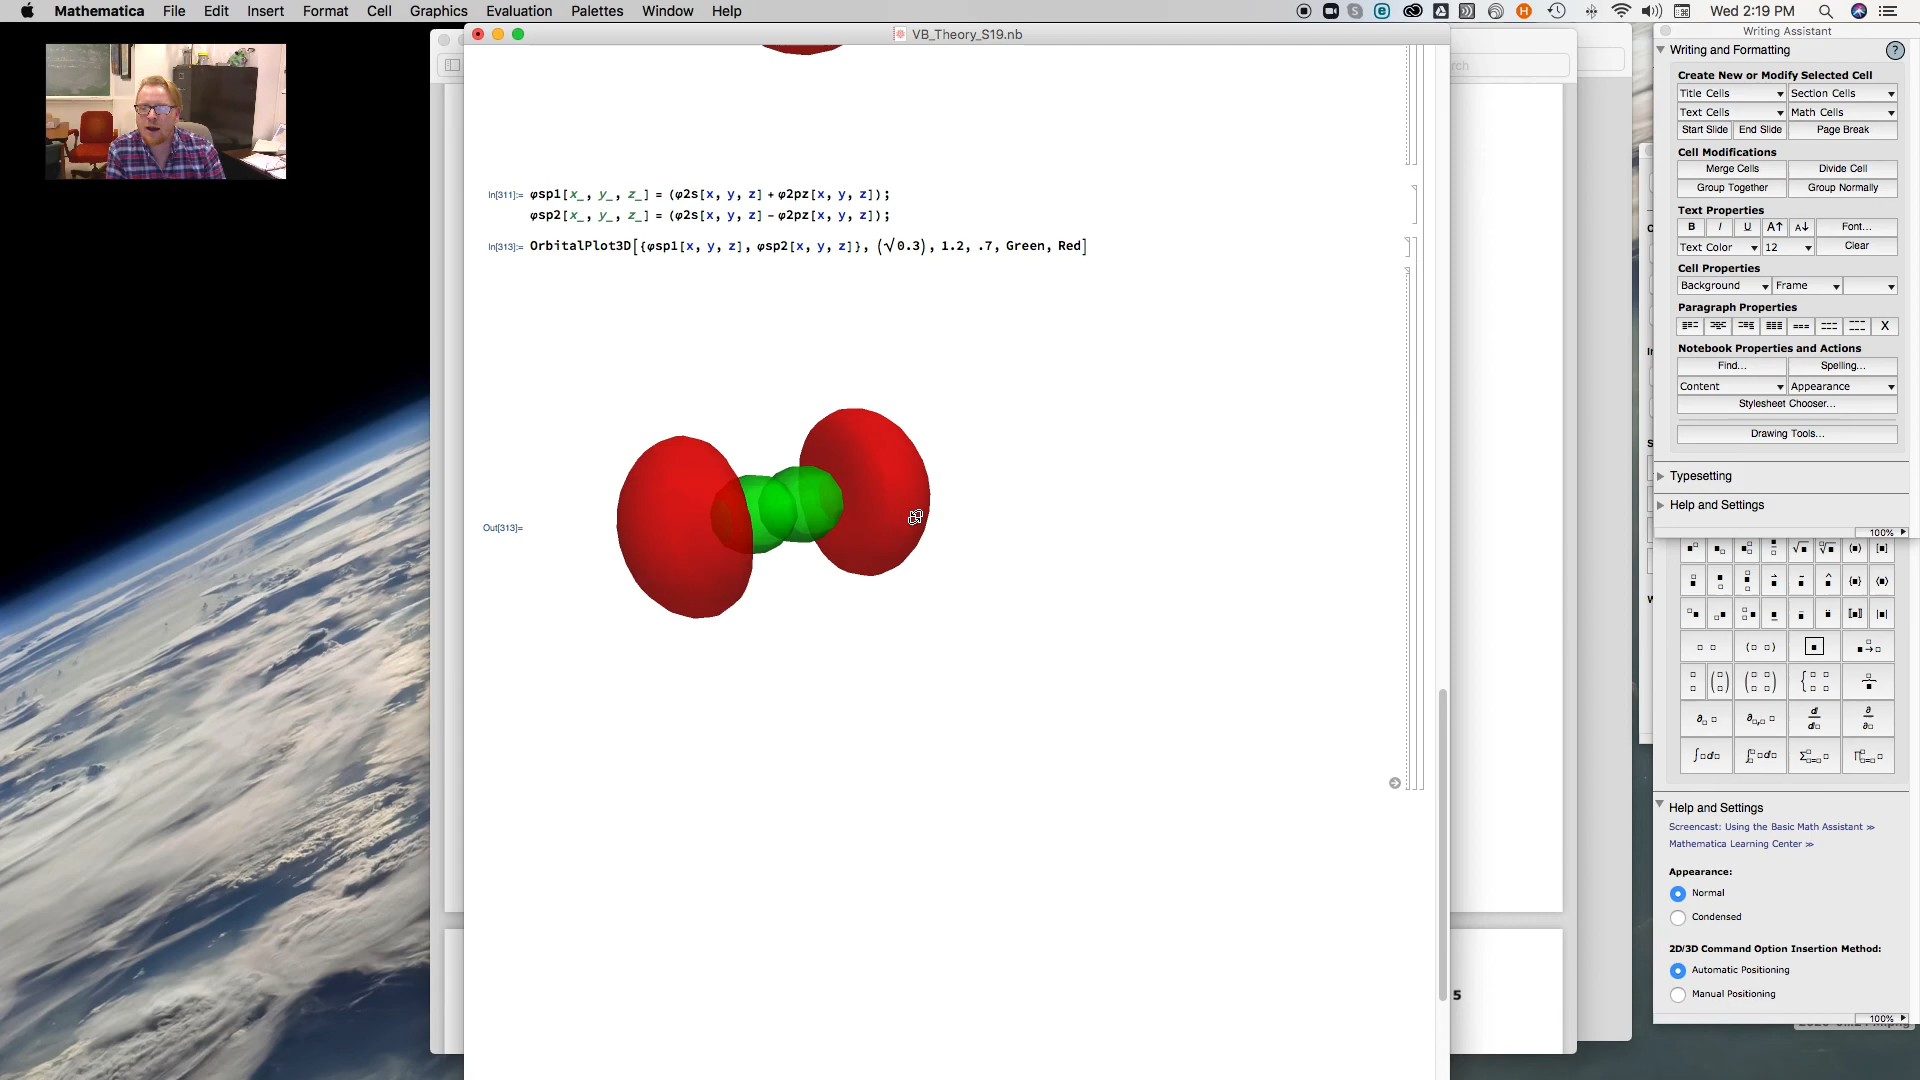 Mathematica File Edit Insert Format Cell Graphics Evaluation Palettes Window Help
Wed 2:19 PM
VB_Theory_S19.nb
rch
In[311]:= φsp1[x_, y_, z_] = (φ2s[x, y, z] + φ2pz[x, y, z]);
φsp2[x_, y_, z_] = (φ2s[x, y, z] - φ2pz[x, y, z]);
In[313]:= OrbitalPlot3D[{φsp1[x, y, z], φsp2[x, y, z]}, (√0.3), 1.2, .7, Green, Red]
Out[313]=
5
Writing Assistant
Writing and Formatting ?
Create New or Modify Selected Cell
Title Cells Section Cells
Text Cells Math Cells
Start Slide End Slide Page Break
Cell Modifications
Merge Cells Divide Cell
Group Together Group Normally
Text Properties
B I U A↑ A↓ Font...
Text Color 12 Clear
Cell Properties
Background Frame
Paragraph Properties
X
Notebook Properties and Actions
Find... Spelling...
Content Appearance
Stylesheet Chooser...
Drawing Tools...
Typesetting
Help and Settings
100%
Help and Settings
Screencast: Using the Basic Math Assistant ≫
Mathematica Learning Center ≫
Appearance:
Normal
Condensed
2D/3D Command Option Insertion Method:
Automatic Positioning
Manual Positioning
100%